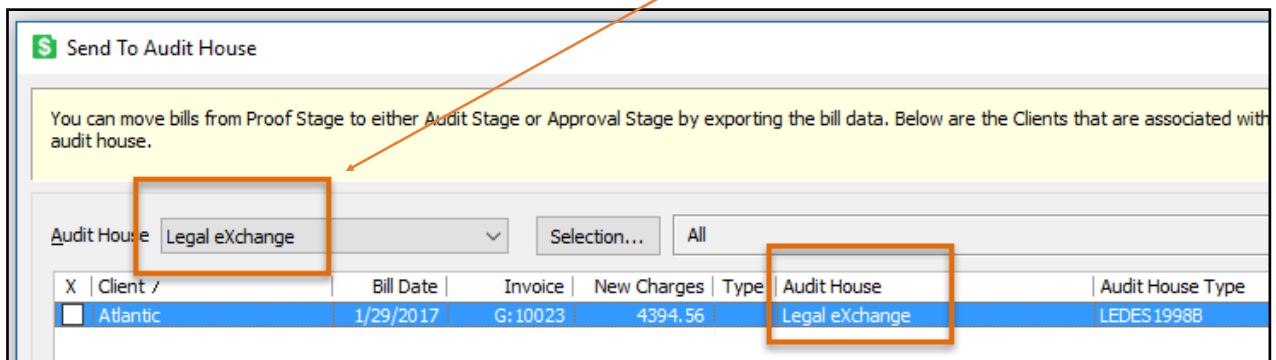 Send To Audit House
You can move bills from Proof Stage to either Audit Stage or Approval Stage by exporting the bill data. Below are the Clients that are associated with
audit house.
Audit House Legal eXchange Selection... All
X Client / Bill Date Invoice New Charges Type Audit House Audit House Type
Atlantic 1/29/2017 G:10023 4394.56 Legal eXchange LEDES1998B